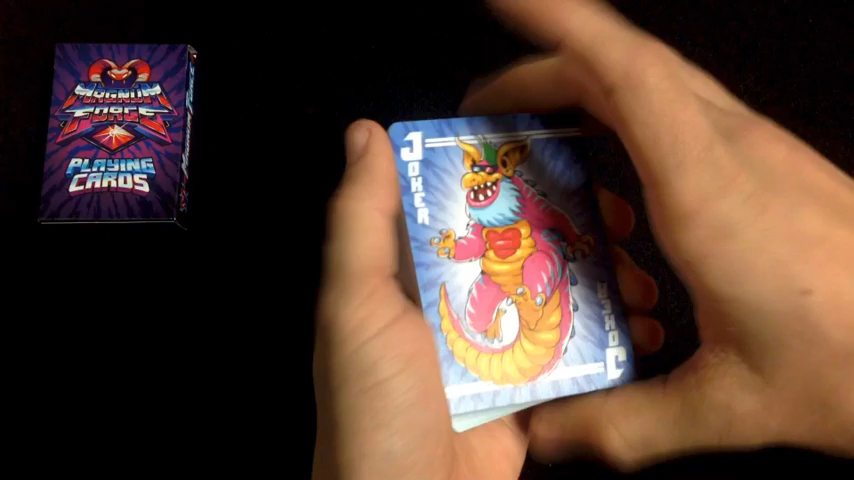 MAGNUM
FORCE
PLAYING
CARDS
JOKER
JOKER